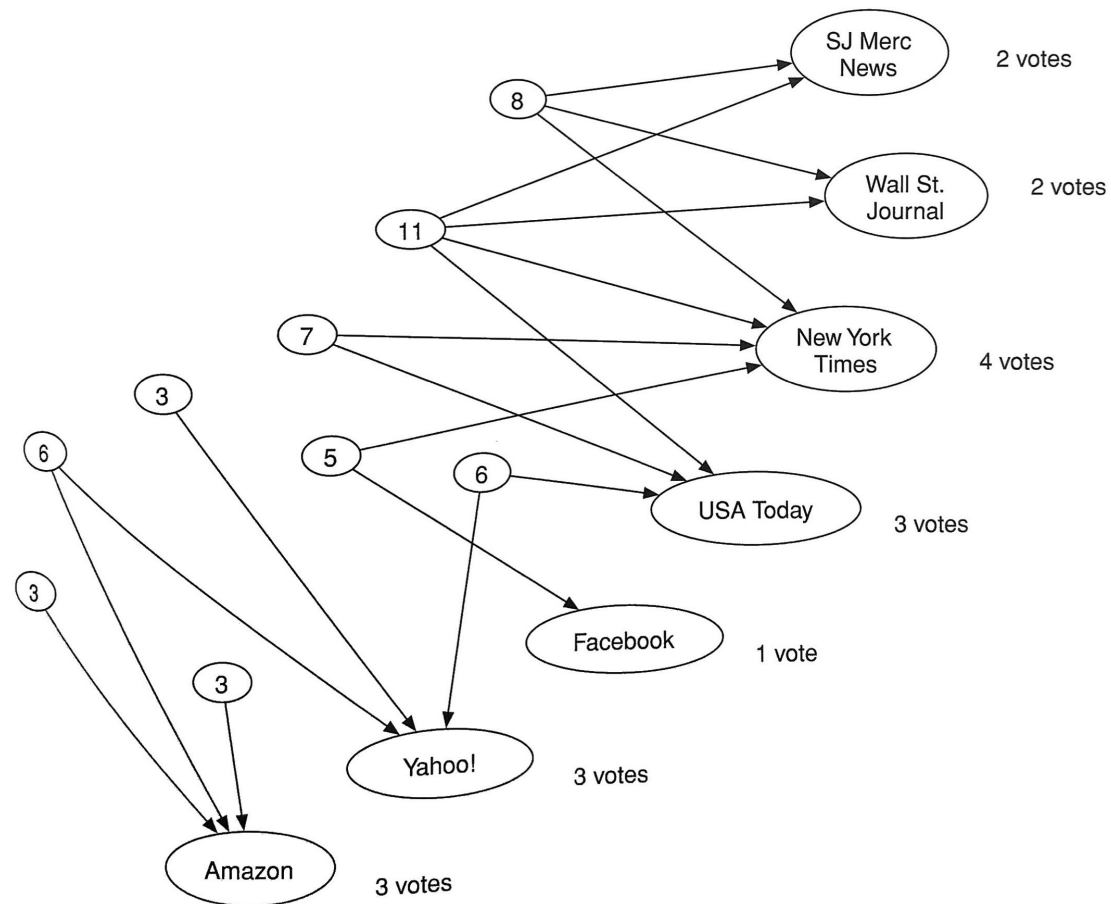 SJ Merc
News
2 votes
8
Wall St.
Journal
2 votes
11
New York
Times
4 votes
7
3
5
6
6
USA Today
3 votes
3
Facebook
1 vote
3
Yahoo!
3 votes
Amazon
3 votes